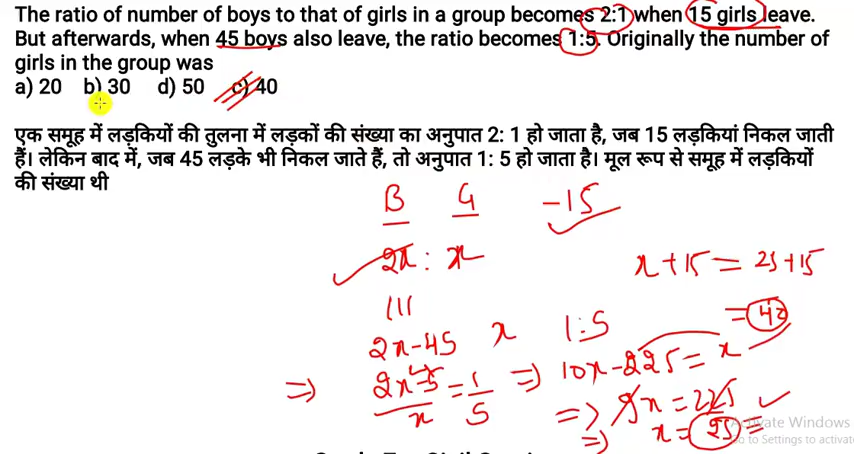 The ratio of number of boys to that of girls in a group becomes 2:1 when 15 girls leave.
But afterwards, when 45 boys also leave, the ratio becomes 1:5. Originally the number of
girls in the group was
a) 20 b) 30 d) 50 c) 40
एक समूह में लड़कियों की तुलना में लड़कों की संख्या का अनुपात 2: 1 हो जाता है, जब 15 लड़कियां निकल जाती
हैं। लेकिन बाद में, जब 45 लड़के भी निकल जाते हैं, तो अनुपात 1: 5 हो जाता है। मूल रूप से समूह में लड़कियों
की संख्या थी
B G -15
2x : x
x+15 = 25+15
= 40
2x-45 x 1:5
=> = 1/5 => 10x-225 = x
=> 9x = 225
=> x = 25 =
Activate Windows
Go to Settings to activate